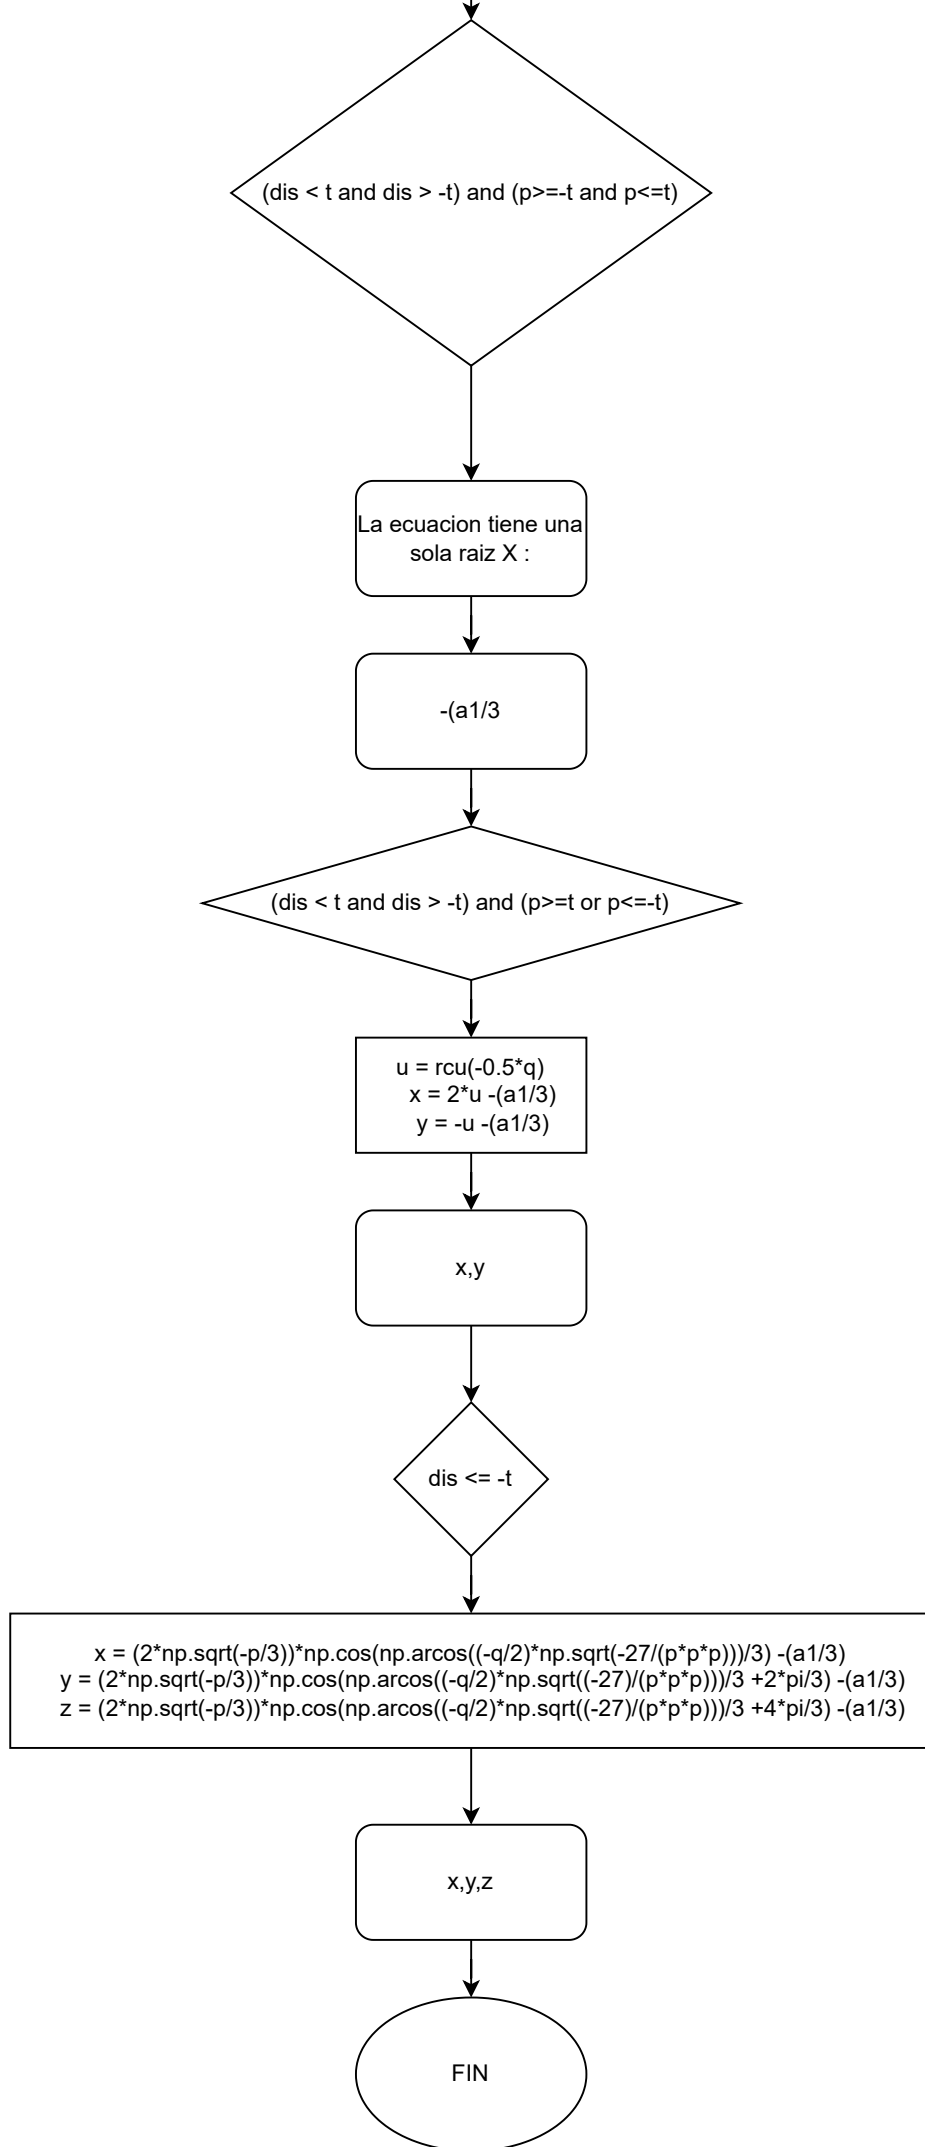 (dis < t and dis > -t) and (p>=-t and p<=t)
La ecuacion tiene una
sola raiz X :
-(a1/3
(dis < t and dis > -t) and (p>=t or p<=-t)
u = rcu(-0.5*q)
x = 2*u -(a1/3)
y = -u -(a1/3)
x,y
dis <= -t
x = (2*np.sqrt(-p/3))*np.cos(np.arcos((-q/2)*np.sqrt(-27/(p*p*p)))/3) -(a1/3)
y = (2*np.sqrt(-p/3))*np.cos(np.arcos((-q/2)*np.sqrt((-27)/(p*p*p)))/3 +2*pi/3) -(a1/3)
z = (2*np.sqrt(-p/3))*np.cos(np.arcos((-q/2)*np.sqrt((-27)/(p*p*p)))/3 +4*pi/3) -(a1/3)
x,y,z
FIN